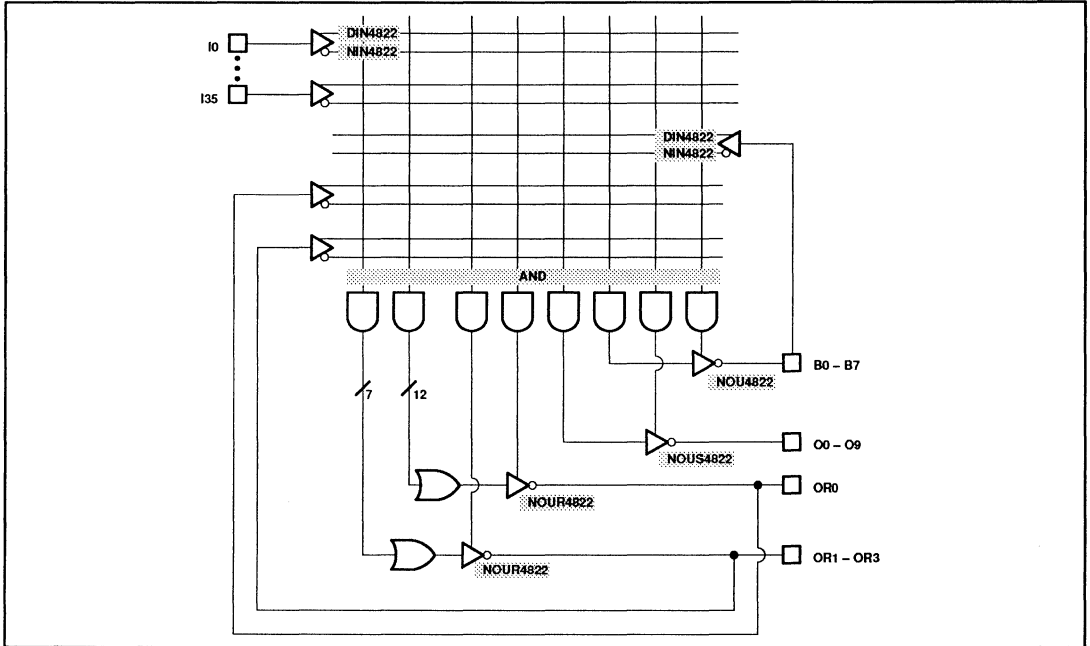 I0
DIN4822
NIN4822
I35
DIN4822
NIN4822
AND
B0 – B7
NOU4822
7
12
O0 – O9
NOUS4822
OR0
NOUR4822
OR1 – OR3
NOUR4822